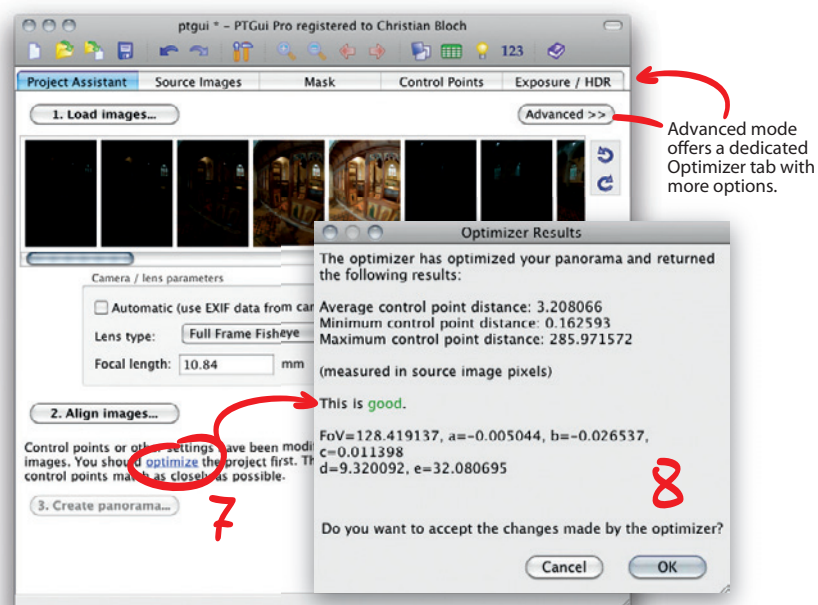 ptgui * – PTGui Pro registered to Christian Bloch
123
Project Assistant Source Images Mask Control Points Exposure / HDR
1. Load images...
Advanced >>
Advanced mode
offers a dedicated
Optimizer tab with
more options.
Camera / lens parameters
Automatic (use EXIF data from
Lens type: Full Frame Fisheye
Focal length: 10.84 mm
2. Align images...
Control points or other settings have been
images. You should optimize the project first.
control points match as closely as possible.
3. Create panorama...
7
Optimizer Results
The optimizer has optimized your panorama and returned
the following results:
Average control point distance: 3.208066
Minimum control point distance: 0.162593
Maximum control point distance: 285.971572
(measured in source image pixels)
This is good.
FoV=128.419137, a=-0.005044, b=-0.026537,
c=0.011398
d=9.320092, e=32.080695
8
Do you want to accept the changes made by the optimizer?
Cancel OK